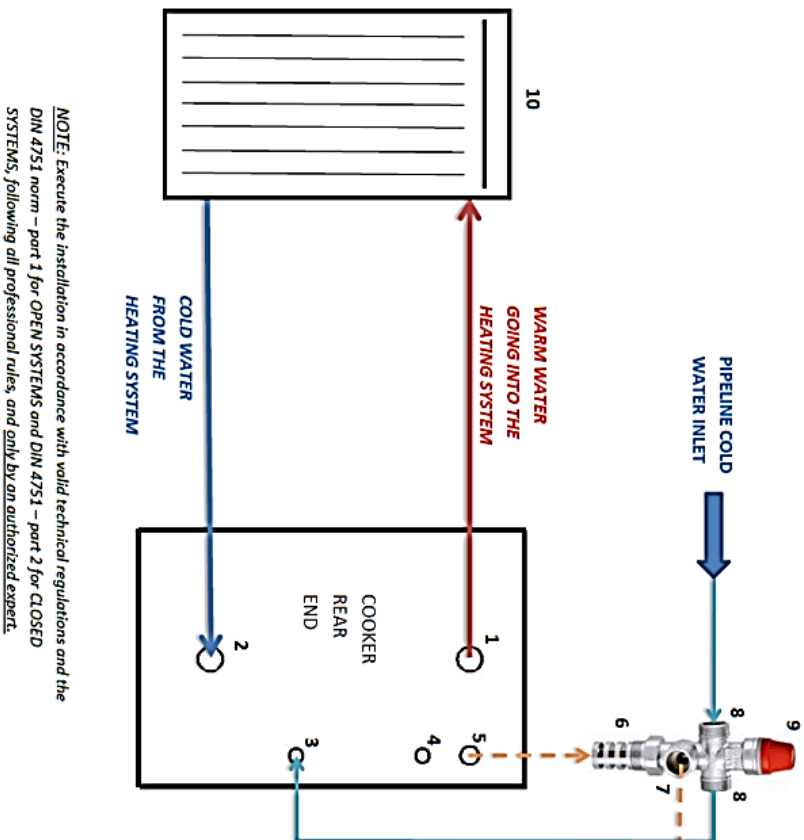 9
8
8
PIPELINE COLD
WATER INLET
7
6
10
WARM WATER
GOING INTO THE
HEATING SYSTEM
1
5
4
COOKER
REAR
END
3
2
COLD WATER
FROM THE
HEATING SYSTEM
NOTE: Execute the installation in accordance with valid technical regulations and the
DIN 4751 norm – part 1 for OPEN SYSTEMS and DIN 4751 – part 2 for CLOSED
SYSTEMS, following all professional rules, and only by an authorized expert.